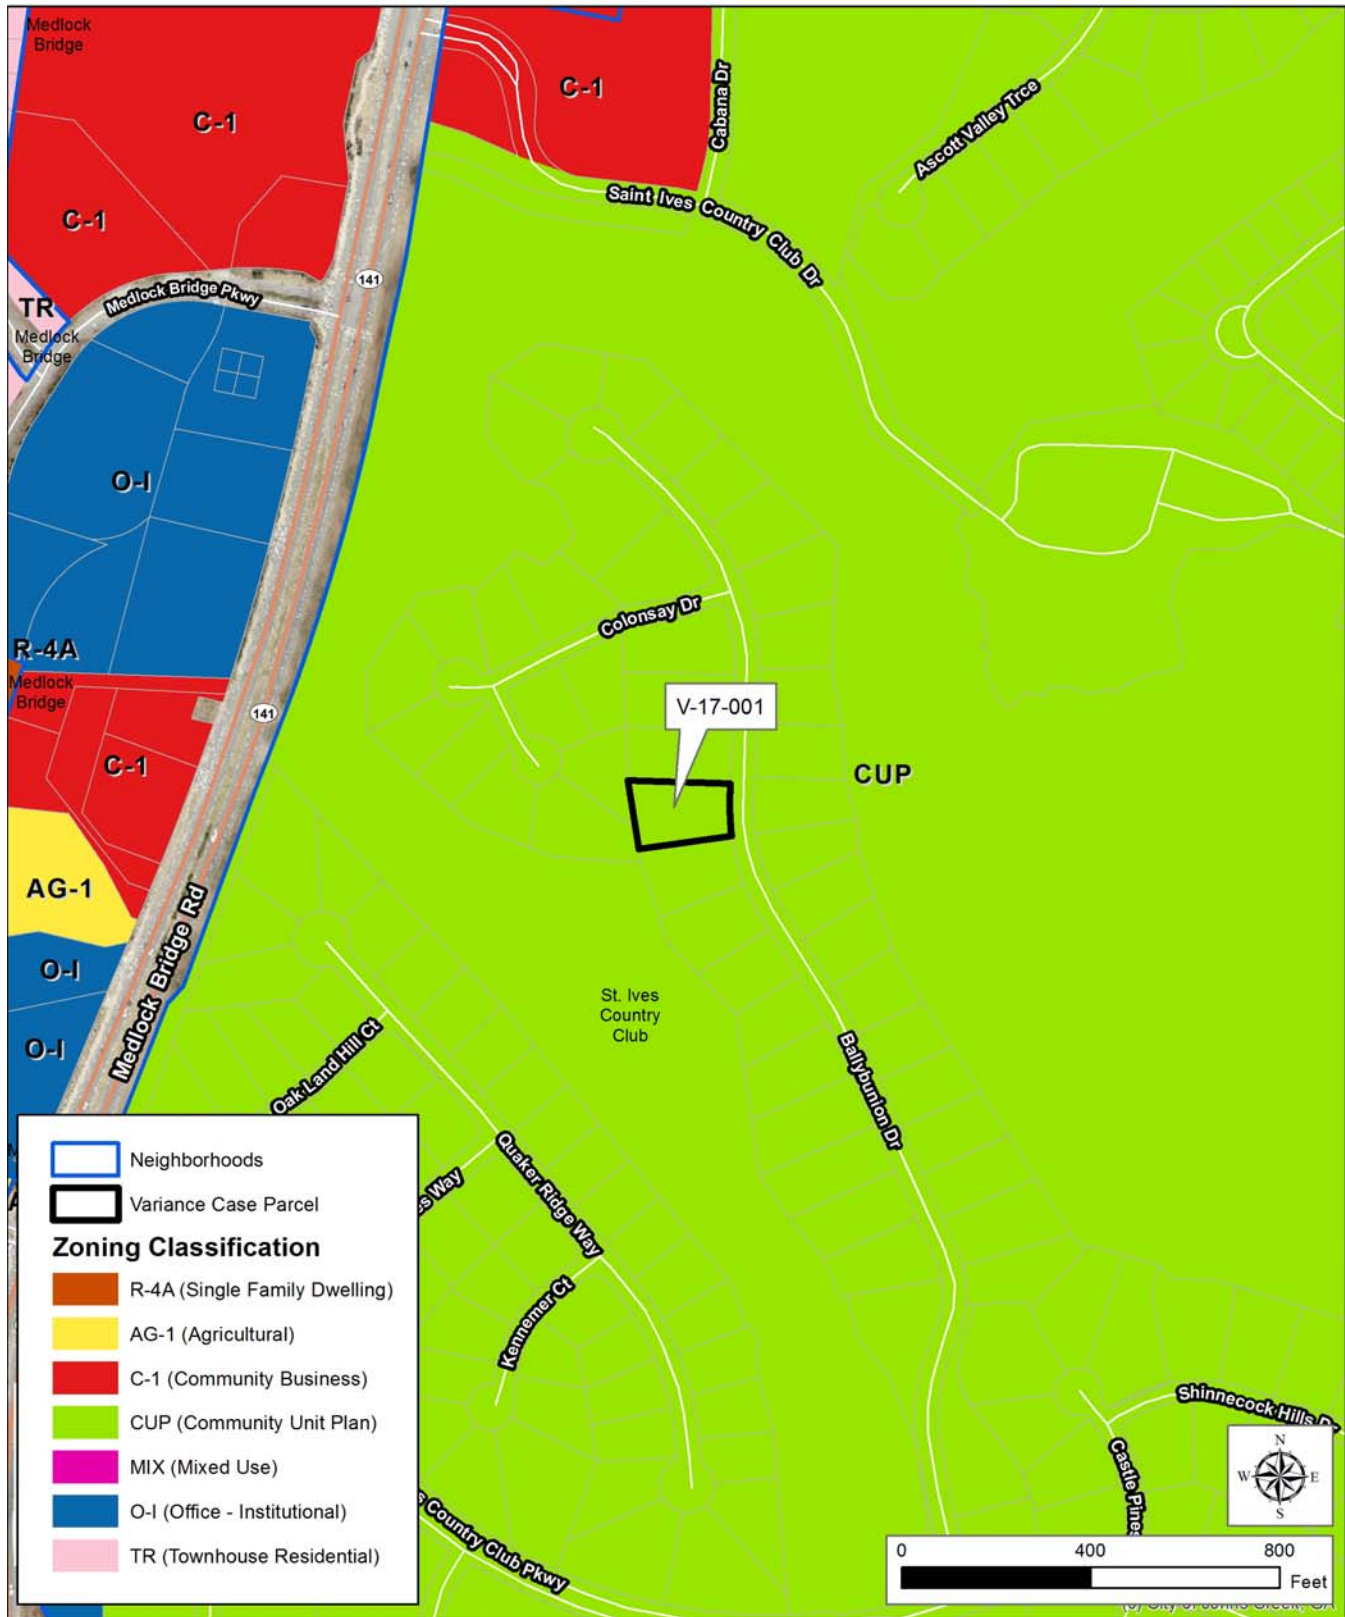 Medlock
Bridge
C-1
C-1
C-1
Cabana Dr
Ascott Valley Trce
Saint Ives Country Club Dr
141
Medlock Bridge Pkwy
TR
Medlock
Bridge
O-I
Colonsay Dr
R-4A
Medlock
Bridge
141
V-17-001
C-1
CUP
AG-1
Medlock Bridge Rd
O-I
O-I
St. Ives
Country
Club
Oak Land Hill Ct
Ballybunion Dr
Quaker Ridge Way
Way
Kennemer Ct
Shinnecock Hills Dr
Castle Pines
Country Club Pkwy
Neighborhoods
Variance Case Parcel
Zoning Classification
R-4A (Single Family Dwelling)
AG-1 (Agricultural)
C-1 (Community Business)
CUP (Community Unit Plan)
MIX (Mixed Use)
O-I (Office - Institutional)
TR (Townhouse Residential)
N
W E
S
0 400 800
Feet